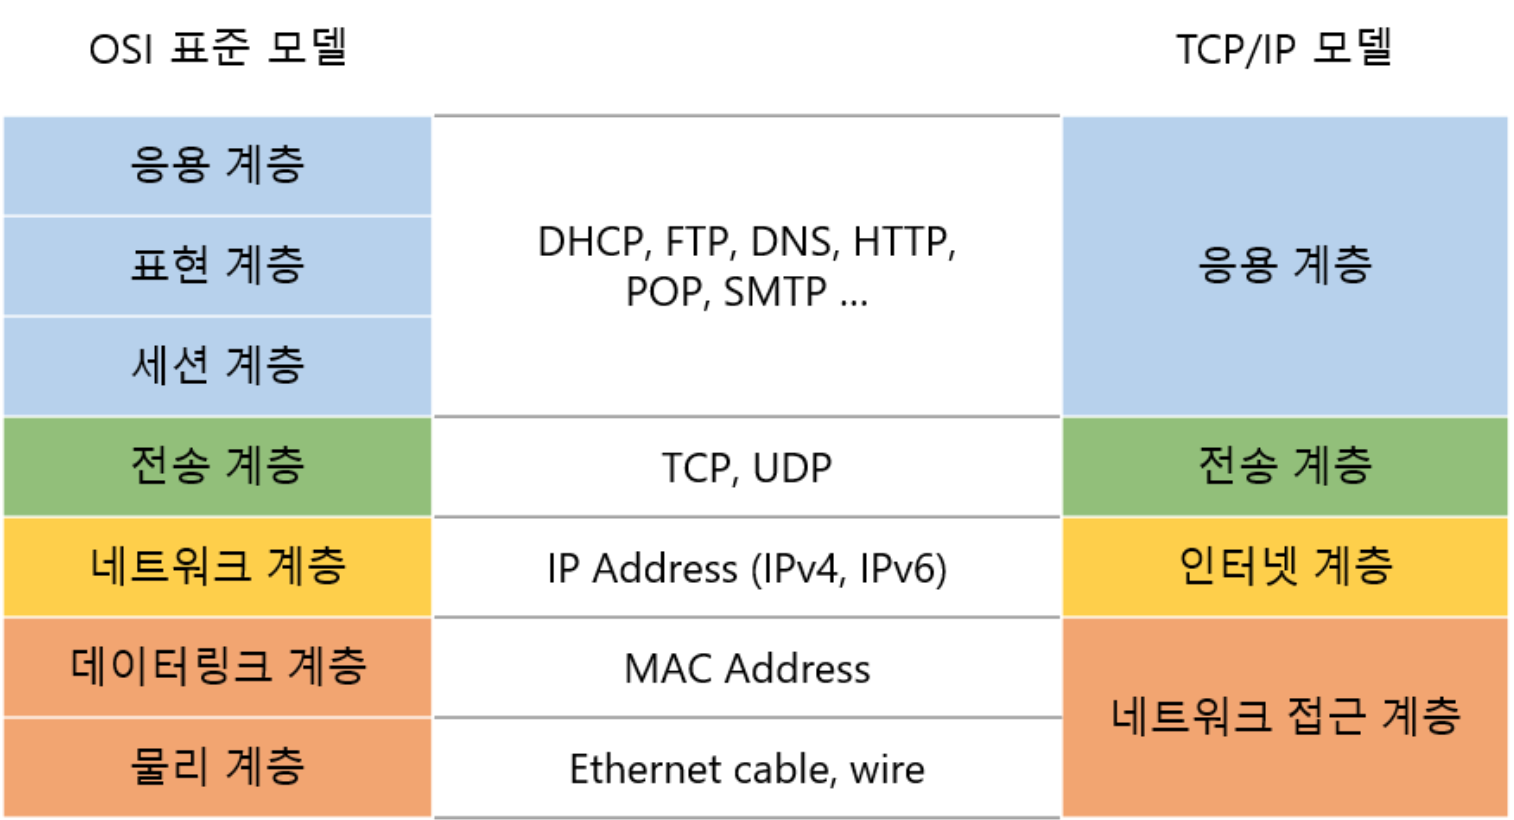 OSI 표준 모델
TCP/IP 모델
응용 계층
표현 계층
세션 계층
DHCP, FTP, DNS, HTTP,
POP, SMTP ...
응용 계층
전송 계층
TCP, UDP
전송 계층
네트워크 계층
IP Address (IPv4, IPv6)
인터넷 계층
데이터링크 계층
MAC Address
물리 계층
Ethernet cable, wire
네트워크 접근 계층